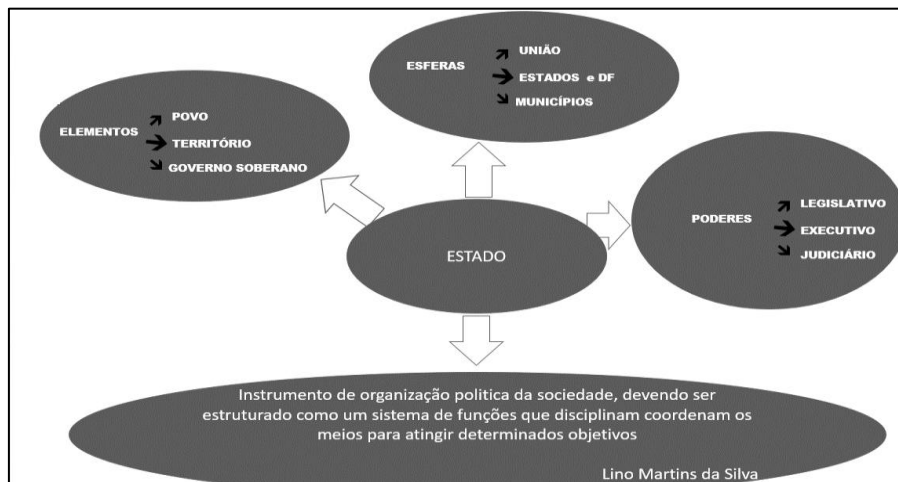 ESFERAS
UNIÃO
ESTADOS e DF
MUNICÍPIOS
ELEMENTOS
POVO
TERRITÓRIO
GOVERNO SOBERANO
PODERES
LEGISLATIVO
EXECUTIVO
JUDICIÁRIO
ESTADO
Instrumento de organização politica da sociedade, devendo ser
estruturado como um sistema de funções que disciplinam coordenam os
meios para atingir determinados objetivos
Lino Martins da Silva